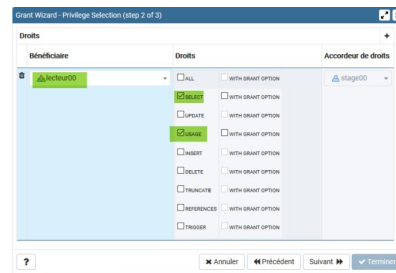 Grant Wizard - Privilege Selection (step 2 of 3)
Droits
Bénéficiaire Droits Accordeur de droits
lecteur00 ALL WITH GRANT OPTION stage00
SELECT WITH GRANT OPTION
UPDATE WITH GRANT OPTION
USAGE WITH GRANT OPTION
INSERT WITH GRANT OPTION
DELETE WITH GRANT OPTION
TRUNCATE WITH GRANT OPTION
REFERENCES WITH GRANT OPTION
TRIGGER WITH GRANT OPTION
? Annuler Précédent Suivant Terminer